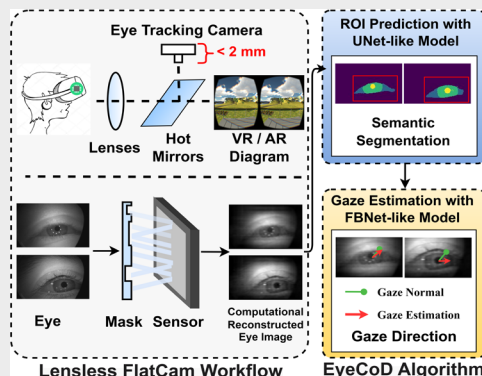 Eye Tracking Camera
< 2 mm
Lenses
Hot
Mirrors
VR / AR
Diagram
Eye
Mask
Sensor
Computational
Reconstructed
Eye Image
Lensless FlatCam Workflow
ROI Prediction with
UNet-like Model
Semantic
Segmentation
Gaze Estimation with
FBNet-like Model
Gaze Normal
Gaze Estimation
Gaze Direction
EyeCoD Algorithm